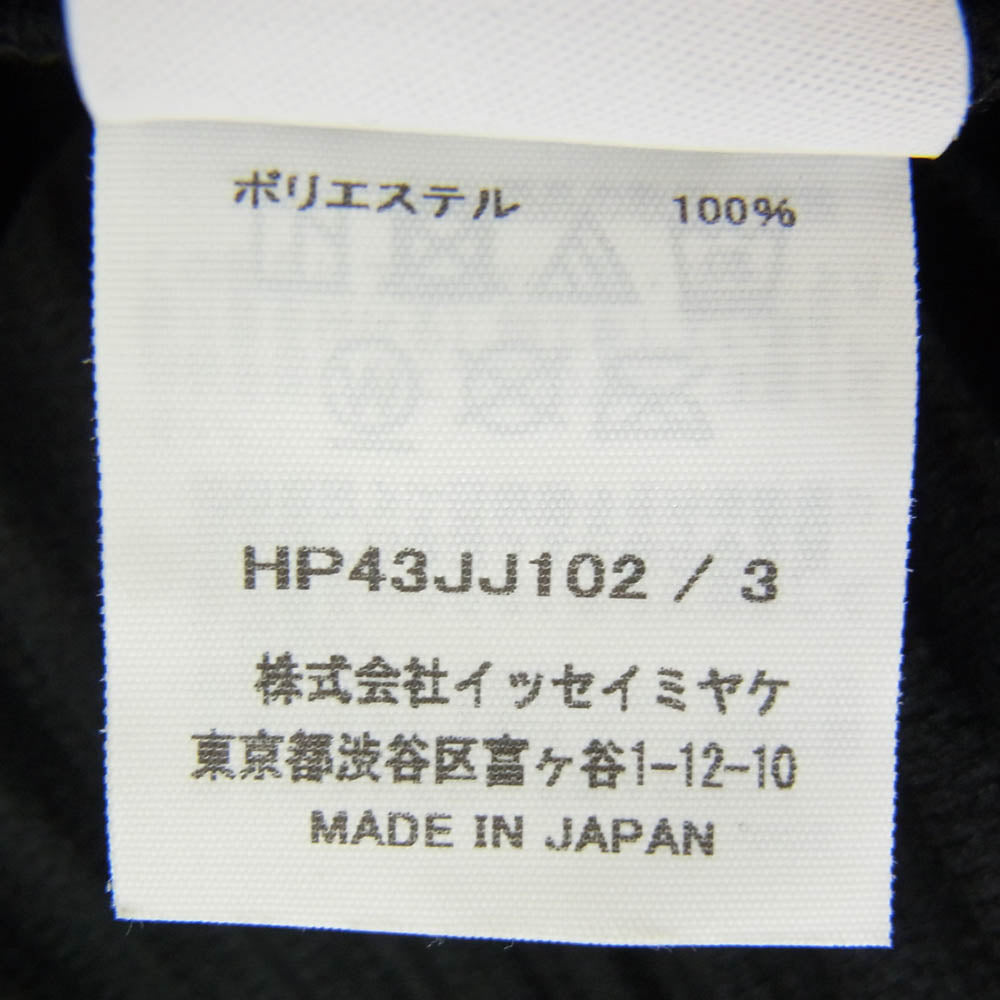 ポリエステル 100%
HP43JJ102 / 3
株式会社イッセイミヤケ
東京都渋谷区富ヶ谷1-12-10
MADE IN JAPAN